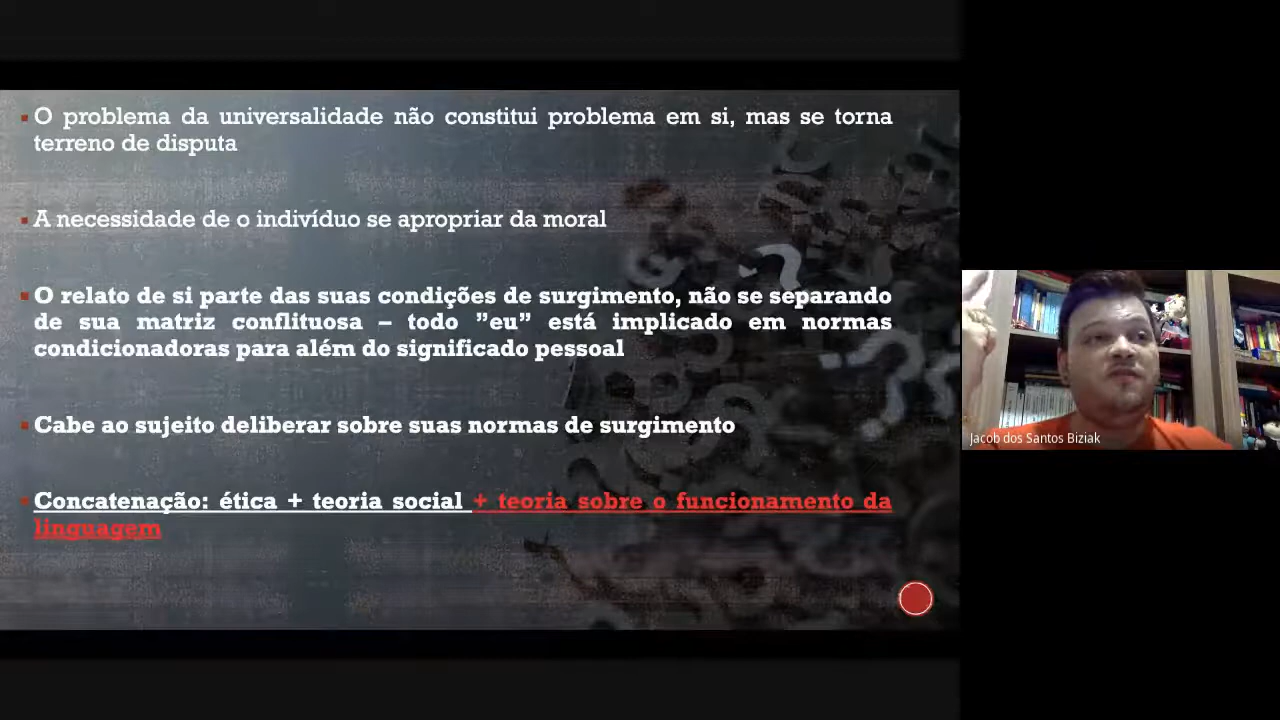 O problema da universalidade não constitui problema em si, mas se torna
terreno de disputa
A necessidade de o indivíduo se apropriar da moral
O relato de si parte das suas condições de surgimento, não se separando
de sua matriz conflituosa – todo ”eu” está implicado em normas
condicionadoras para além do significado pessoal
Cabe ao sujeito deliberar sobre suas normas de surgimento
Concatenação: ética + teoria social + teoria sobre o funcionamento da
linguagem
Jacob dos Santos Biziak